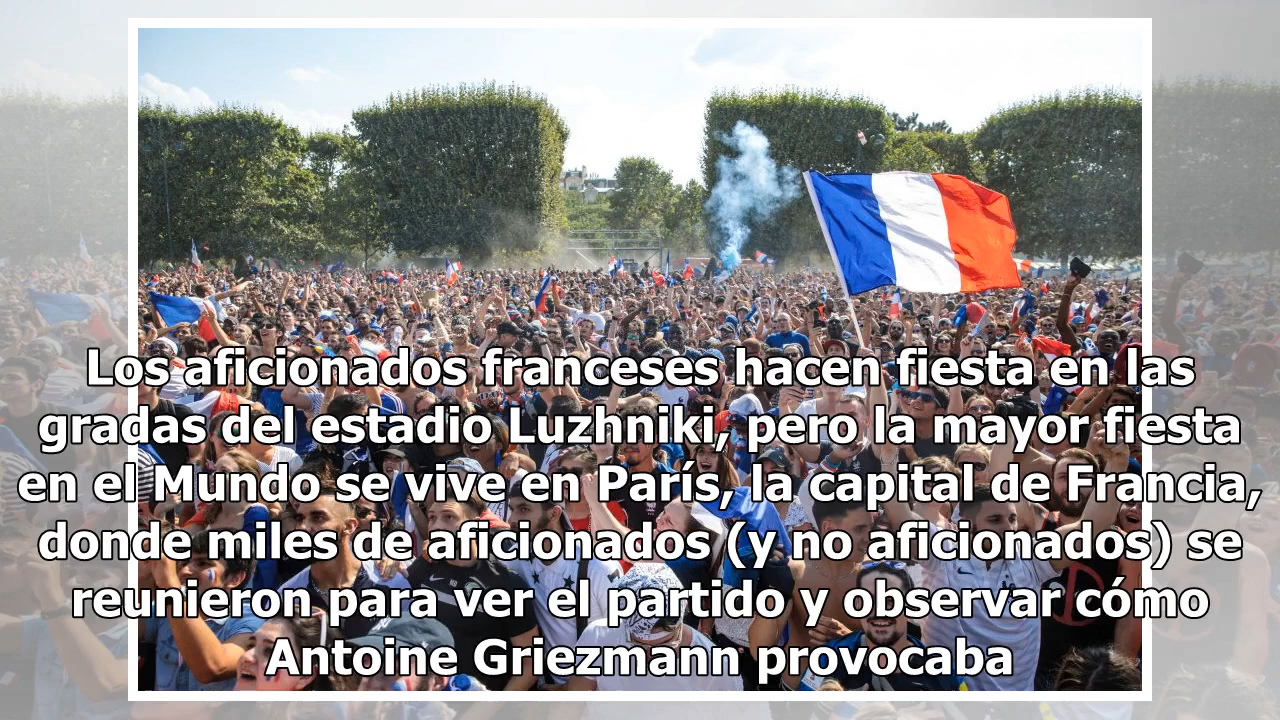 Los aficionados franceses hacen fiesta en las
gradas del estadio Luzhniki, pero la mayor fiesta
en el Mundo se vive en París, la capital de Francia,
donde miles de aficionados (y no aficionados) se
reunieron para ver el partido y observar cómo
Antoine Griezmann provocaba